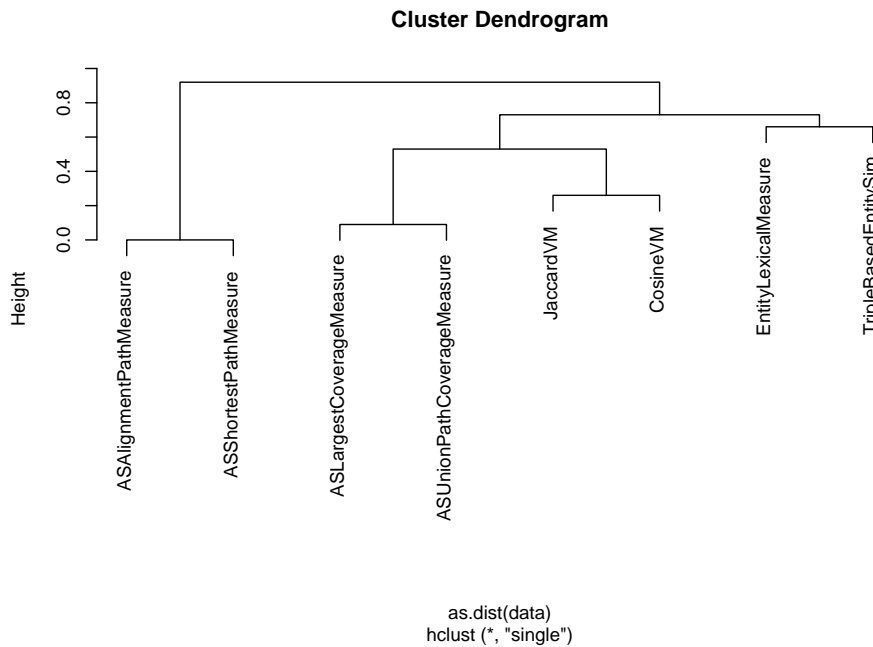 Cluster Dendrogram
Height
0.0
0.4
0.8
ASAlignmentPathMeasure
ASShortestPathMeasure
ASLargestCoverageMeasure
ASUnionPathCoverageMeasure
JaccardVM
CosineVM
EntityLexicalMeasure
TripleBasedEntitySim
as.dist(data)
hclust (*, "single")